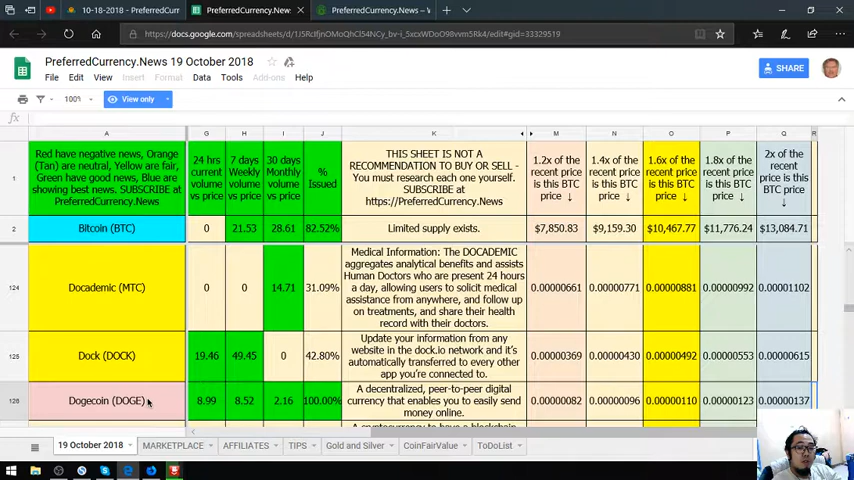 10-18-2018 - PreferredCurr
PreferredCurrency.News
PreferredCurrency.News –
https://docs.google.com/spreadsheets/d/1J5RcIfjnOMoQhCl54NCy_bv-i_5xcxWDoO98vvm5Rk4/edit#gid=33329519
PreferredCurrency.News 19 October 2018
File Edit View Insert Format Data Tools Add-ons Help
SHARE
100% View only
fx
A G H I J K M N O P Q R
1
Red have negative news, Orange
(Tan) are neutral, Yellow are fair,
Green have good news, Blue are
showing best news. SUBSCRIBE at
PreferredCurrency.News
24 hrs
current
volume
vs price
7 days
Weekly
volume
vs price
30 days
Monthly
volume
vs price
%
Issued
THIS SHEET IS NOT A
RECOMMENDATION TO BUY OR SELL -
You must research each one yourself.
SUBSCRIBE at
https://PreferredCurrency.News
1.2x of the
recent price
is this BTC
price ↓
1.4x of the
recent price
is this BTC
price ↓
1.6x of the
recent price
is this BTC
price ↓
1.8x of the
recent price
is this BTC
price ↓
2x of the
recent price
is this BTC
price
↓
2 Bitcoin (BTC) 0 21.53 28.61 82.52% Limited supply exists. $7,850.83 $9,159.30 $10,467.77 $11,776.24 $13,084.71
124 Docademic (MTC) 0 0 14.71 31.09%
Medical Information: The DOCADEMIC
aggregates analytical benefits and assists
Human Doctors who are present 24 hours
a day, allowing users to solicit medical
assistance from anywhere, and follow up
on treatments, and share their health
record with their doctors.
0.00000661 0.00000771 0.00000881 0.00000992 0.00001102
125 Dock (DOCK) 19.46 49.45 0 42.80%
Update your information from any
website in the dock.io network and it's
automatically transferred to every other
app you're connected to.
0.00000369 0.00000430 0.00000492 0.00000553 0.00000615
126 Dogecoin (DOGE) 8.99 8.52 2.16 100.00%
A decentralized, peer-to-peer digital
currency that enables you to easily send
money online.
0.00000082 0.00000096 0.00000110 0.00000123 0.00000137
19 October 2018 MARKETPLACE AFFILIATES TIPS Gold and Silver CoinFairValue ToDoList